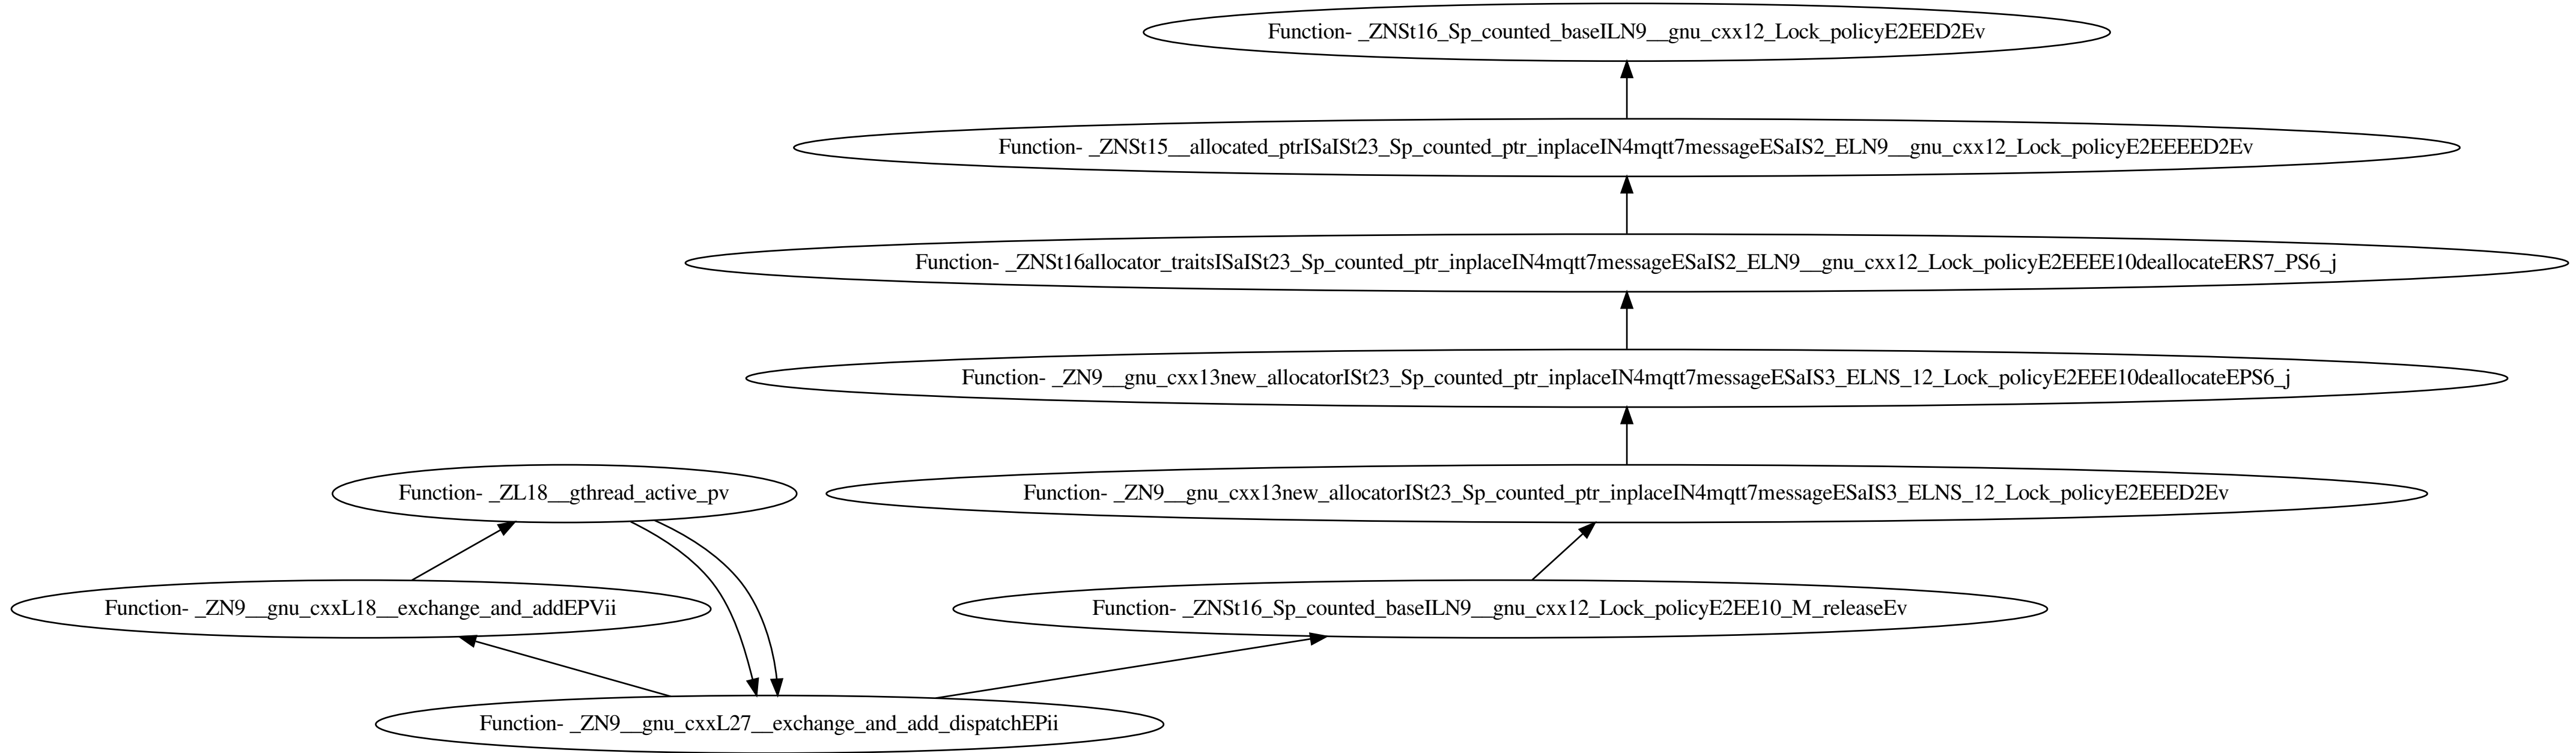 Function- _ZNSt16_Sp_counted_baseILN9__gnu_cxx12_Lock_policyE2EED2Ev
Function- _ZNSt15__allocated_ptrISaISt23_Sp_counted_ptr_inplaceIN4mqtt7messageESaIS2_ELN9__gnu_cxx12_Lock_policyE2EEEED2Ev
Function- _ZNSt16allocator_traitsISaISt23_Sp_counted_ptr_inplaceIN4mqtt7messageESaIS2_ELN9__gnu_cxx12_Lock_policyE2EEEE10deallocateERS7_PS6_j
Function- _ZN9__gnu_cxx13new_allocatorISt23_Sp_counted_ptr_inplaceIN4mqtt7messageESaIS3_ELNS_12_Lock_policyE2EEE10deallocateEPS6_j
Function- _ZL18__gthread_active_pv
Function- _ZN9__gnu_cxx13new_allocatorISt23_Sp_counted_ptr_inplaceIN4mqtt7messageESaIS3_ELNS_12_Lock_policyE2EEED2Ev
Function- _ZN9__gnu_cxxL18__exchange_and_addEPVii
Function- _ZNSt16_Sp_counted_baseILN9__gnu_cxx12_Lock_policyE2EE10_M_releaseEv
Function- _ZN9__gnu_cxxL27__exchange_and_add_dispatchEPii